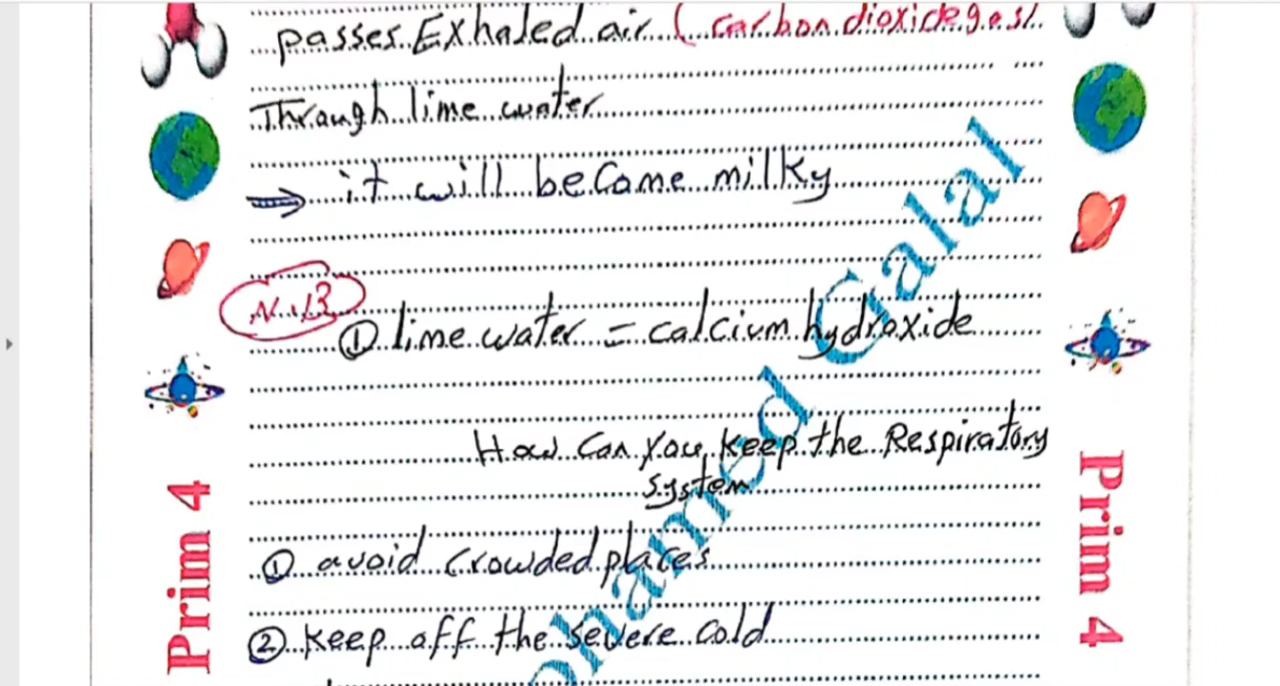 passes Exhaled air (carbon dioxide gas)
Through lime water
⇒ it will become milky
N.B
① lime water = calcium hydroxide
How Can you keep the Respiratory
system
① avoid crowded places
② keep off the severe cold
Prim 4
Prim 4
ohamed Galal